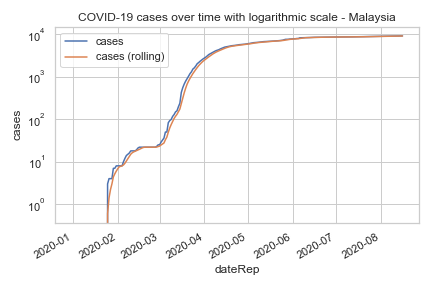 COVID-19 cases over time with logarithmic scale - Malaysia
cases
cases (rolling)
10⁴
10³
10²
10¹
10⁰
cases
2020-01
2020-02
2020-03
2020-04
2020-05
2020-06
2020-07
2020-08
dateRep